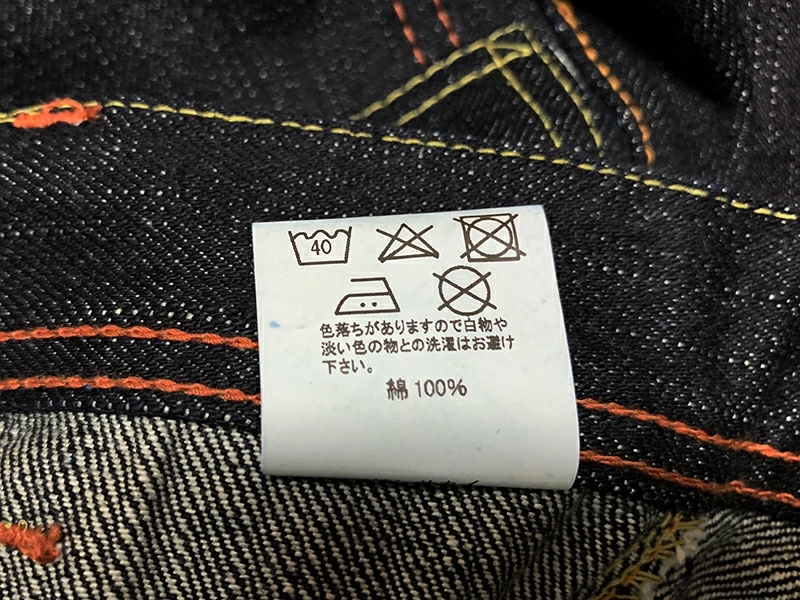 40
色落ちがありますので白物や
淡い色の物との洗濯はお避け
下さい。
綿 100%